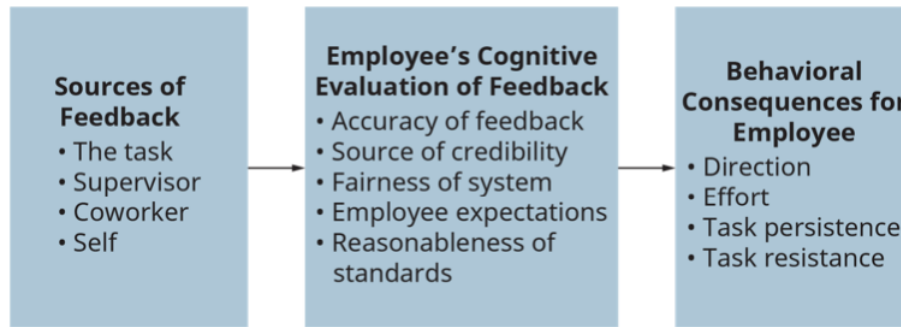 Sources of
Feedback
• The task
• Supervisor
• Coworker
• Self
Employee’s Cognitive
Evaluation of Feedback
• Accuracy of feedback
• Source of credibility
• Fairness of system
• Employee expectations
• Reasonableness of
standards
Behavioral
Consequences for
Employee
• Direction
• Effort
• Task persistence
• Task resistance